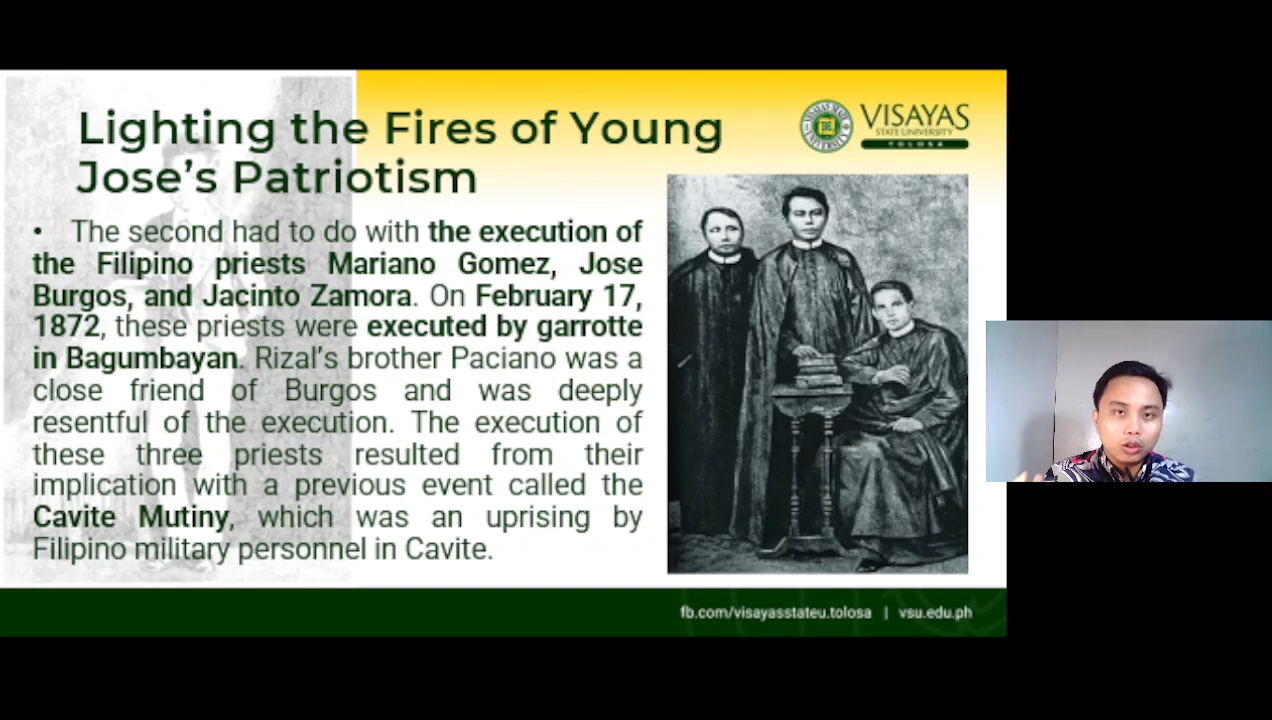 Lighting the Fires of Young
Jose's Patriotism
VISAYAS
STATE UNIVERSITY
TOLOSA
• The second had to do with the execution of
the Filipino priests Mariano Gomez, Jose
Burgos, and Jacinto Zamora. On February 17,
1872, these priests were executed by garrotte
in Bagumbayan. Rizal's brother Paciano was a
close friend of Burgos and was deeply
resentful of the execution. The execution of
these three priests resulted from their
implication with a previous event called the
Cavite Mutiny, which was an uprising by
Filipino military personnel in Cavite.
fb.com/visayasstateu.tolosa | vsu.edu.ph